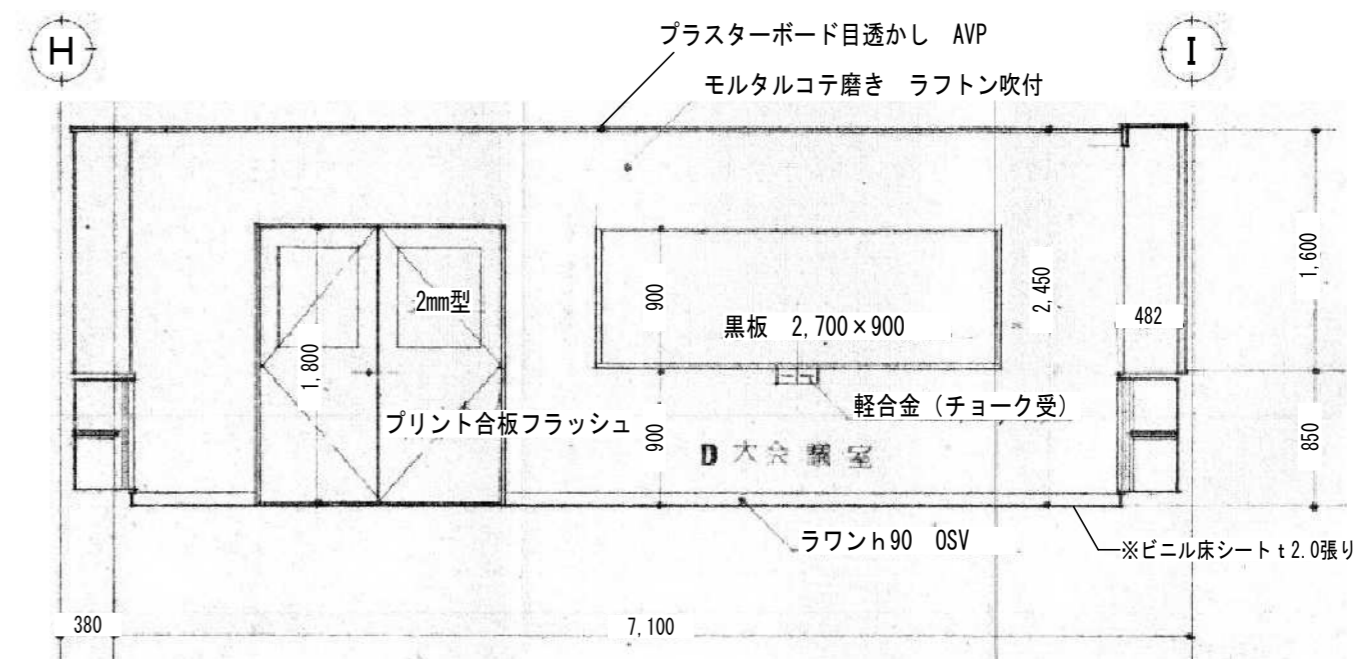 H
I
プラスターボード目透かし AVP
モルタルコテ磨き ラフトン吹付
2mm型
1,800
プリント合板フラッシュ
900
黒板 2,700×900
2,450
482
1,600
軽合金(チョーク受)
900
D 大会議室
850
ラワンh90 OSV
※ビニル床シートt2.0張り
380
7,100